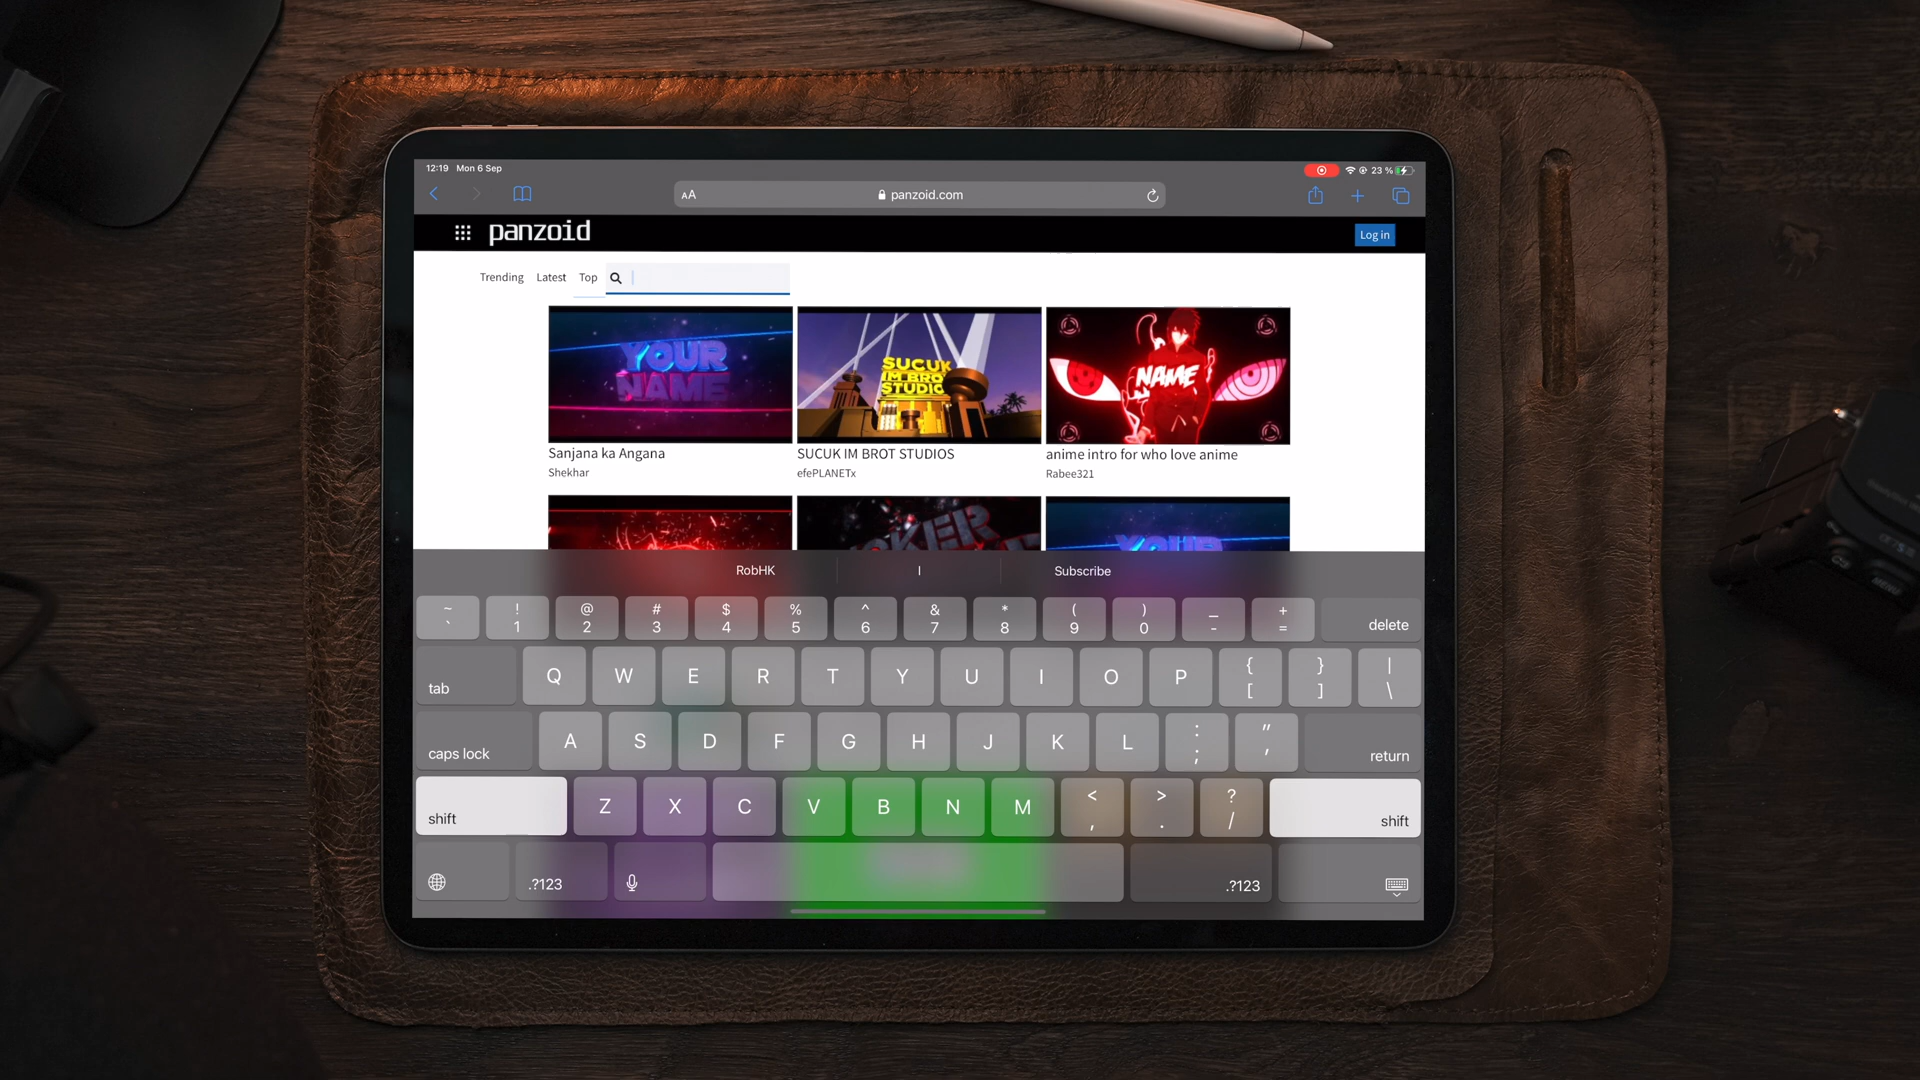 12:19 Mon 6 Sep
23 %
AA panzoid.com
panzoid
Log in
Trending Latest Top
YOUR
NAME
SUCUK
IM BROT
STUDIO
NAME
Sanjana ka Angana
SUCUK IM BROT STUDIOS
anime intro for who love anime
Shekhar
efePLANETx
Rabee321
YOUR
RobHK I Subscribe
~ ! @ # $ % ^ & * ( ) _ +
` 1 2 3 4 5 6 7 8 9 0 - = delete
tab Q W E R T Y U I O P { [ } ] | \
caps lock A S D F G H J K L : ; " ' return
shift Z X C V B N M < , > . ? / shift
.?123 .?123